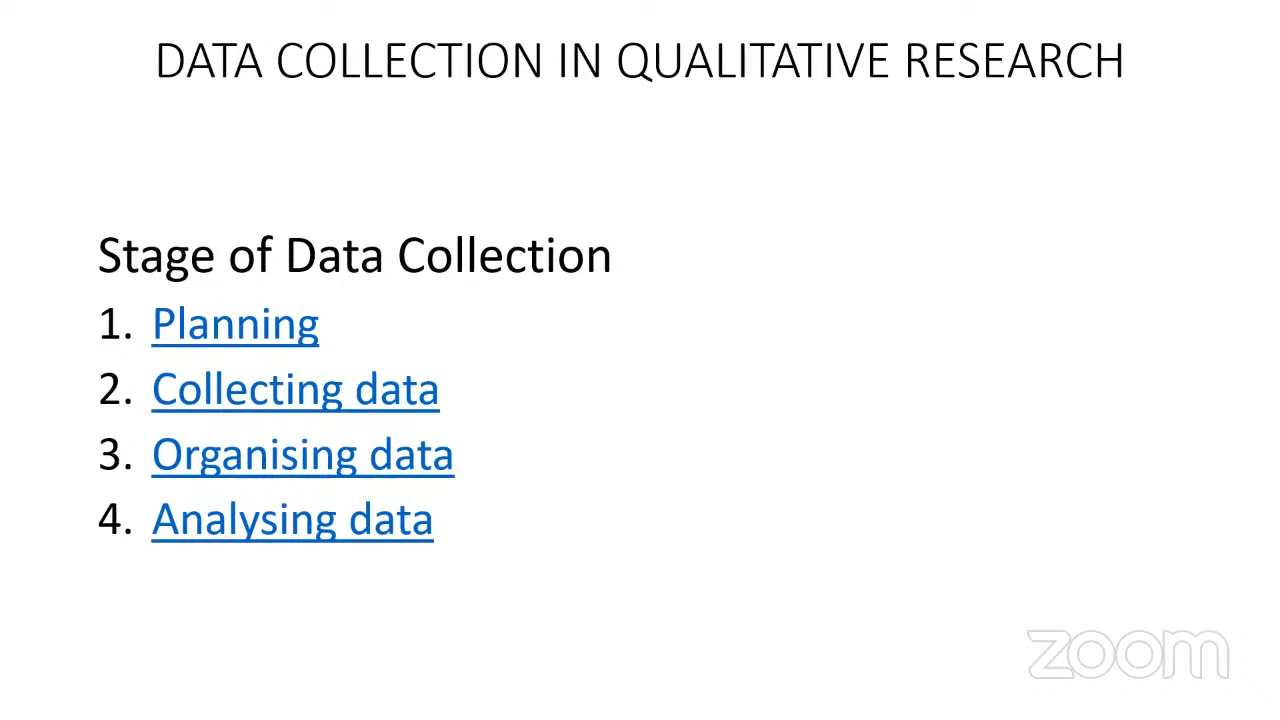 DATA COLLECTION IN QUALITATIVE RESEARCH
Stage of Data Collection
1. Planning
2. Collecting data
3. Organising data
4. Analysing data
zoom